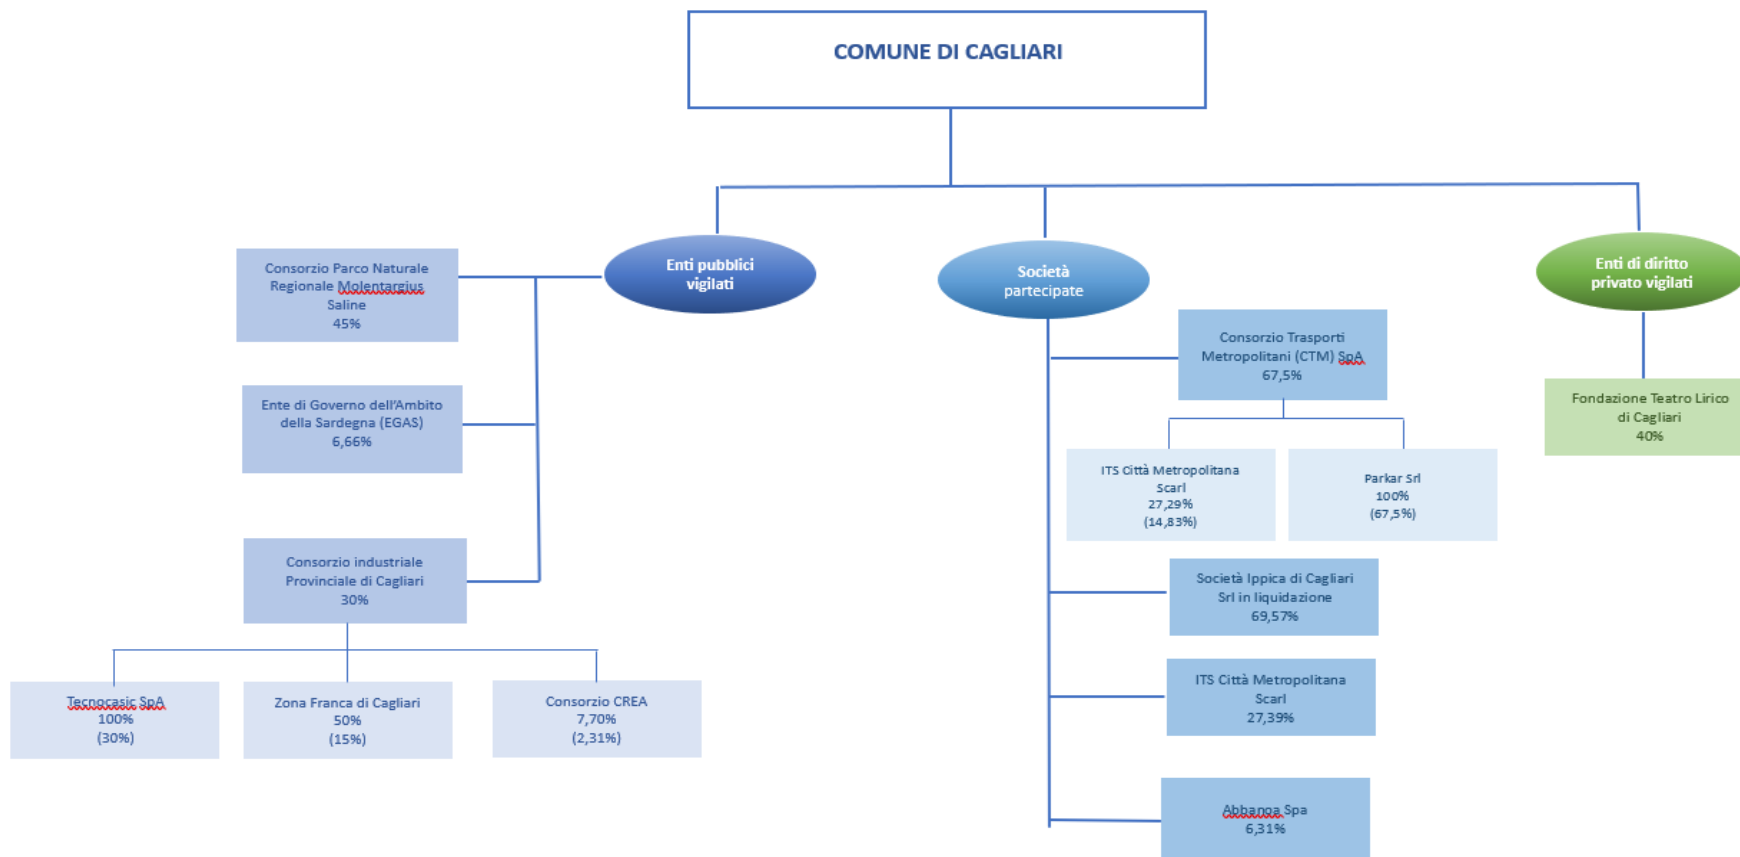 COMUNE DI CAGLIARI
Enti pubblici
vigilati
Consorzio Parco Naturale
Regionale Molentargius
Saline
45%
Ente di Governo dell'Ambito
della Sardegna (EGAS)
6,66%
Consorzio industriale
Provinciale di Cagliari
30%
Tecnocasic SpA
100%
(30%)
Zona Franca di Cagliari
50%
(15%)
Consorzio CREA
7,70%
(2,31%)
Società
partecipate
Consorzio Trasporti
Metropolitani (CTM) SpA
67,5%
ITS Città Metropolitana
Scarl
27,29%
(14,83%)
Parkar Srl
100%
(67,5%)
Società Ippica di Cagliari
Srl in liquidazione
69,57%
ITS Città Metropolitana
Scarl
27,39%
Abbanoa Spa
6,31%
Enti di diritto
privato vigilati
Fondazione Teatro Lirico
di Cagliari
40%